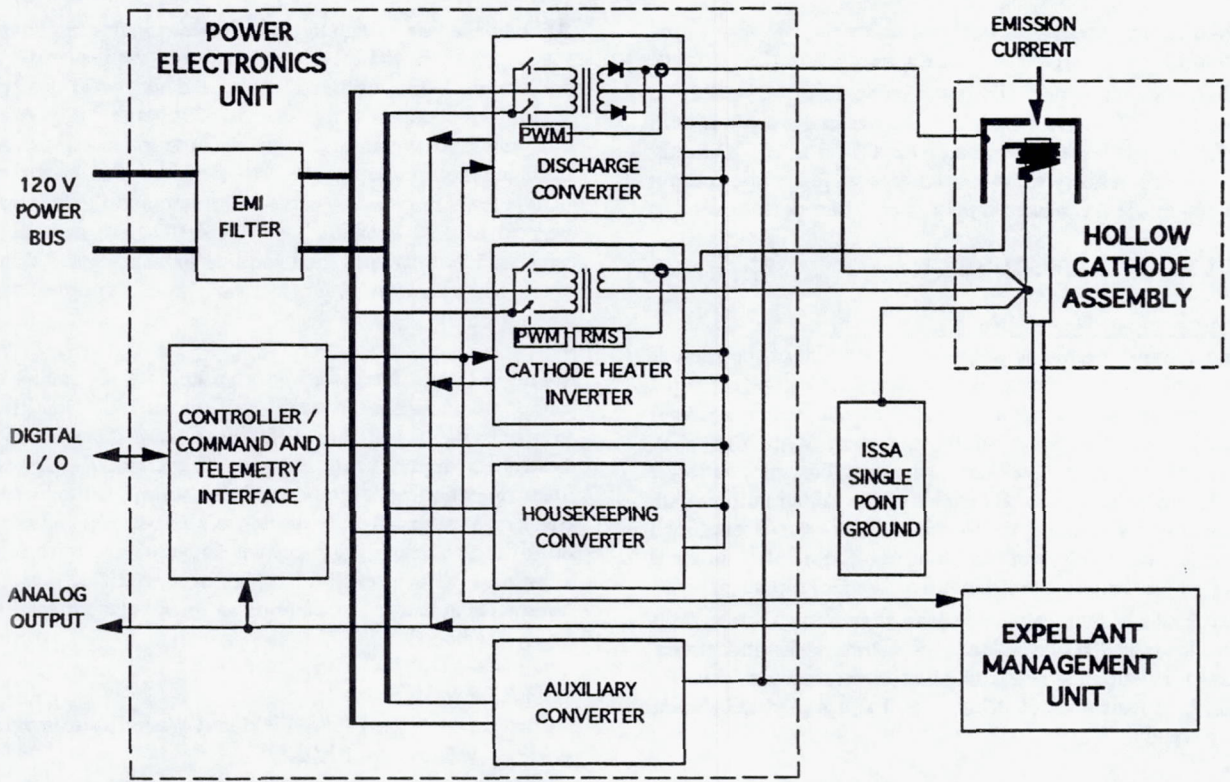 POWER
ELECTRONICS
UNIT
EMISSION
CURRENT
PWM
DISCHARGE
CONVERTER
120 V
POWER
BUS
EMI
FILTER
HOLLOW
CATHODE
ASSEMBLY
PWM RMS
CATHODE HEATER
INVERTER
CONTROLLER /
COMMAND AND
TELEMETRY
INTERFACE
DIGITAL
I / O
ISSA
SINGLE
POINT
GROUND
HOUSEKEEPING
CONVERTER
ANALOG
OUTPUT
EXPELLANT
MANAGEMENT
UNIT
AUXILIARY
CONVERTER